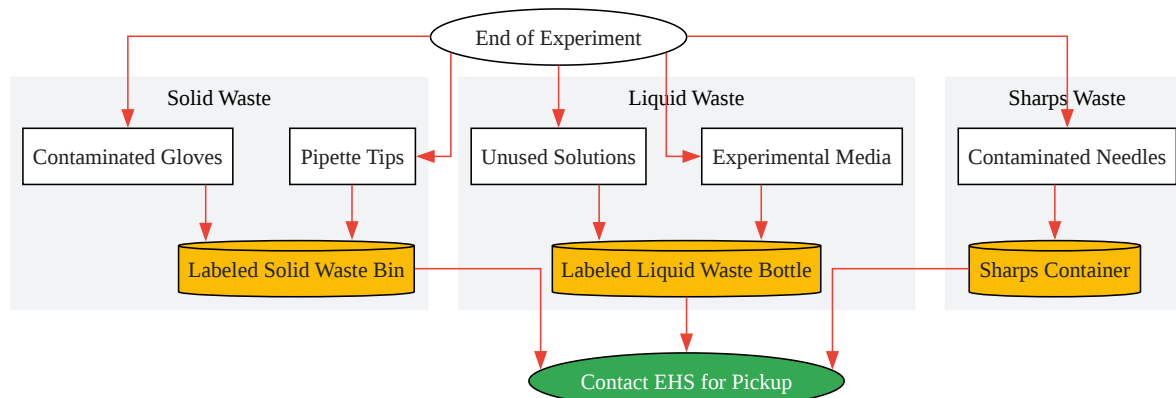 End of Experiment
Solid Waste
Liquid Waste
Sharps Waste
Contaminated Gloves
Pipette Tips
Unused Solutions
Experimental Media
Contaminated Needles
Labeled Solid Waste Bin
Labeled Liquid Waste Bottle
Sharps Container
Contact EHS for Pickup